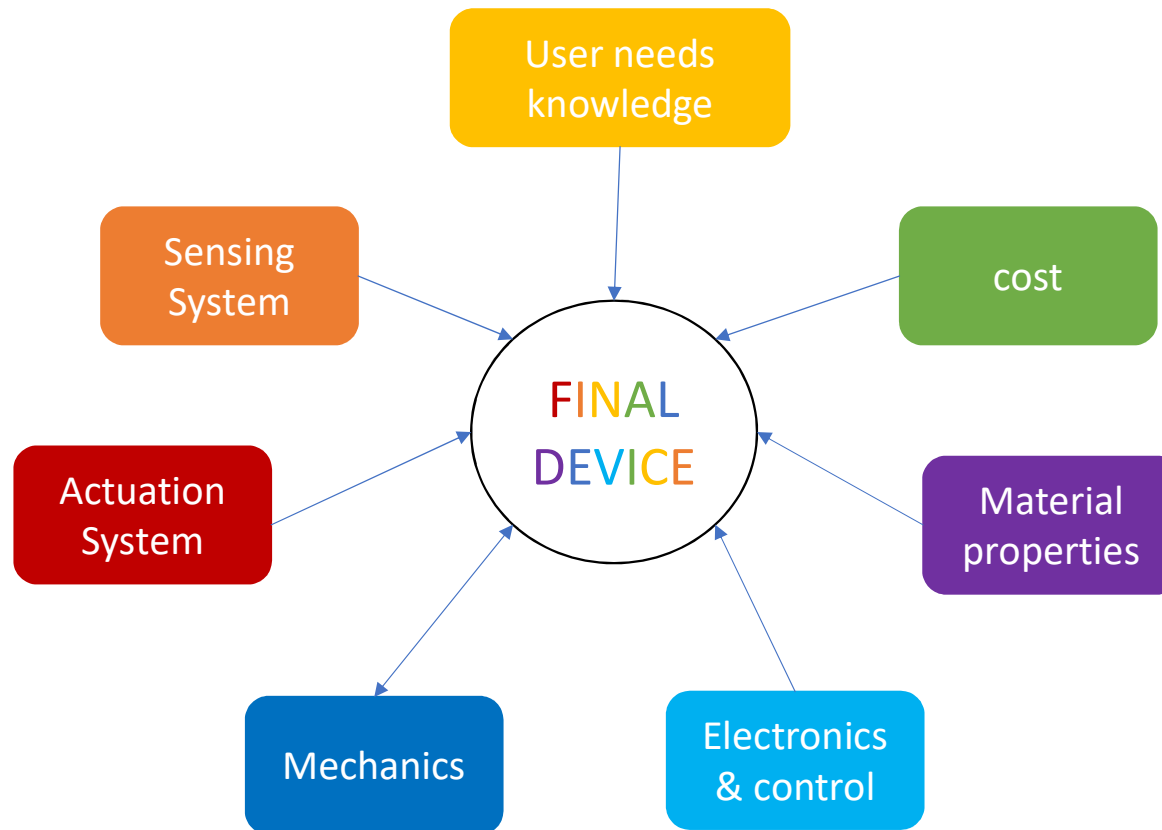 User needs
knowledge
Sensing
System
cost
FINAL
DEVICE
Actuation
System
Material
properties
Mechanics
Electronics
& control